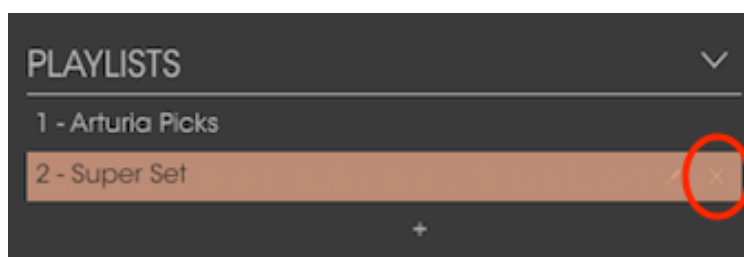 PLAYLISTS
1 - Arturia Picks
2 - Super Set
+